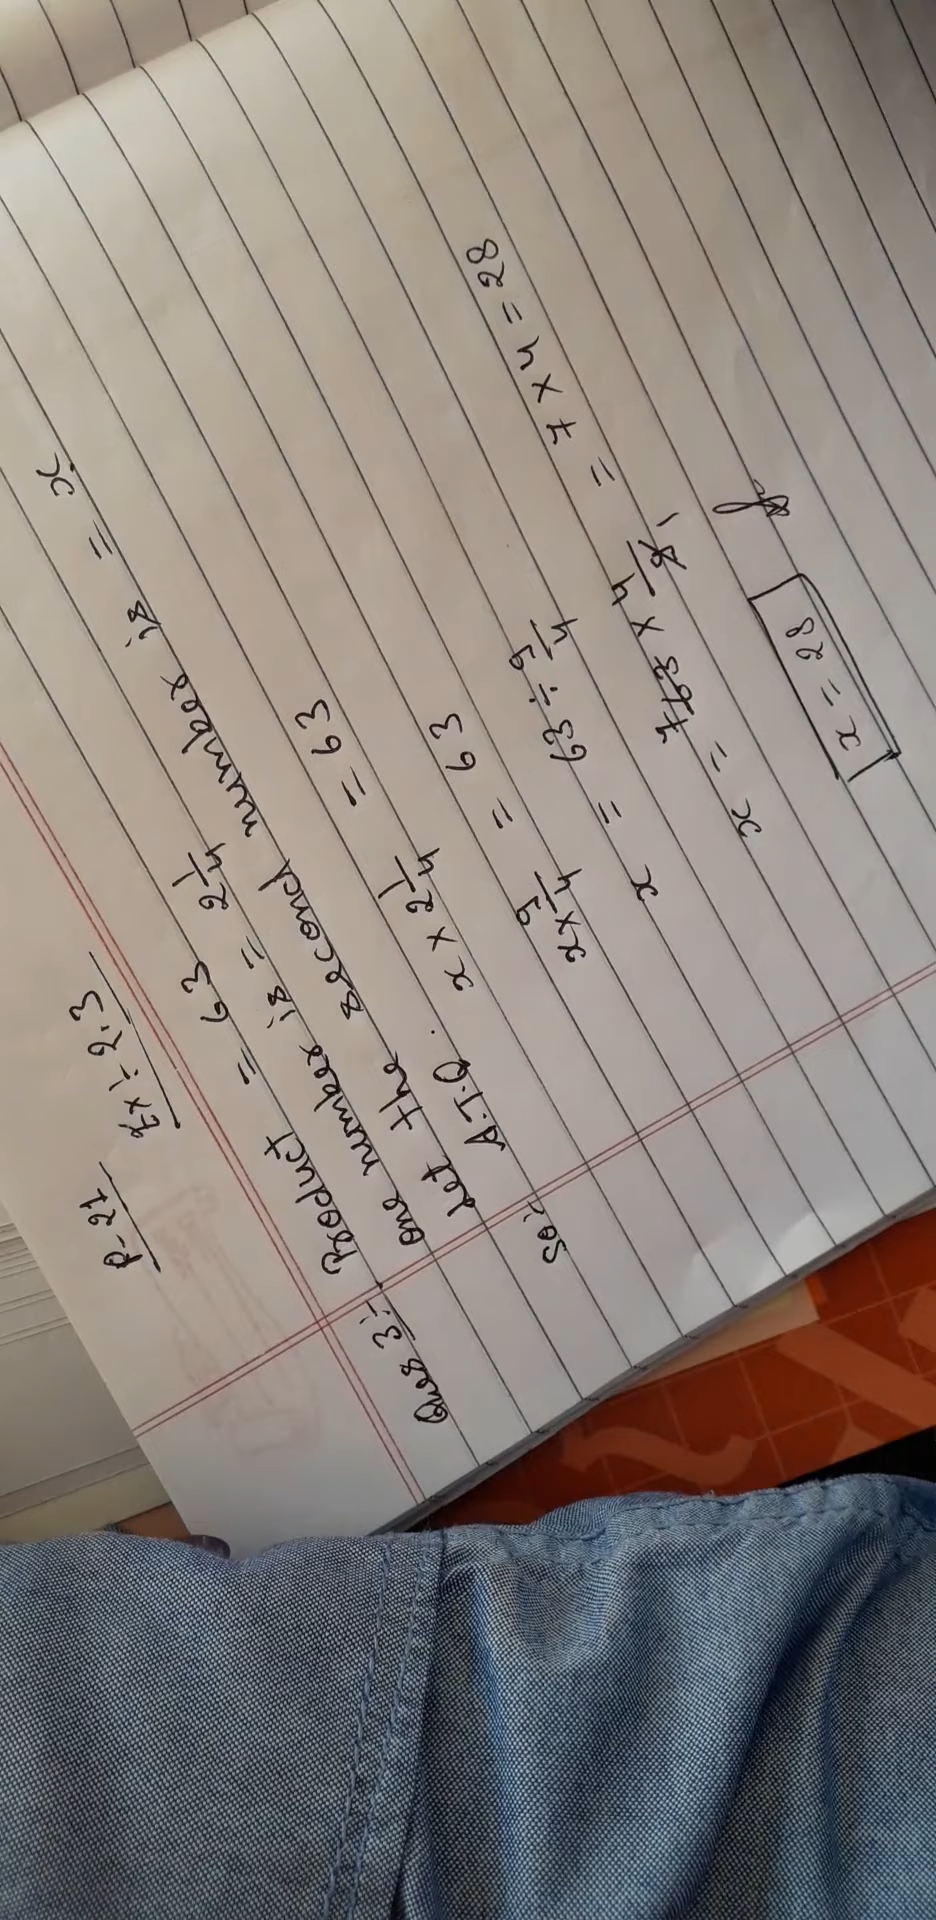 P-21 Ex:- 2.3
Ques 3:- Product = 63
one number is = 2 1/4
Let the second number is = x.
A.T.Q. x × 2 1/4 = 63
Sol: x × 9/4 = 63
x = 63 ÷ 9/4
x = 7 63 × 4/9 1 = 7 × 4 = 28
x = 28